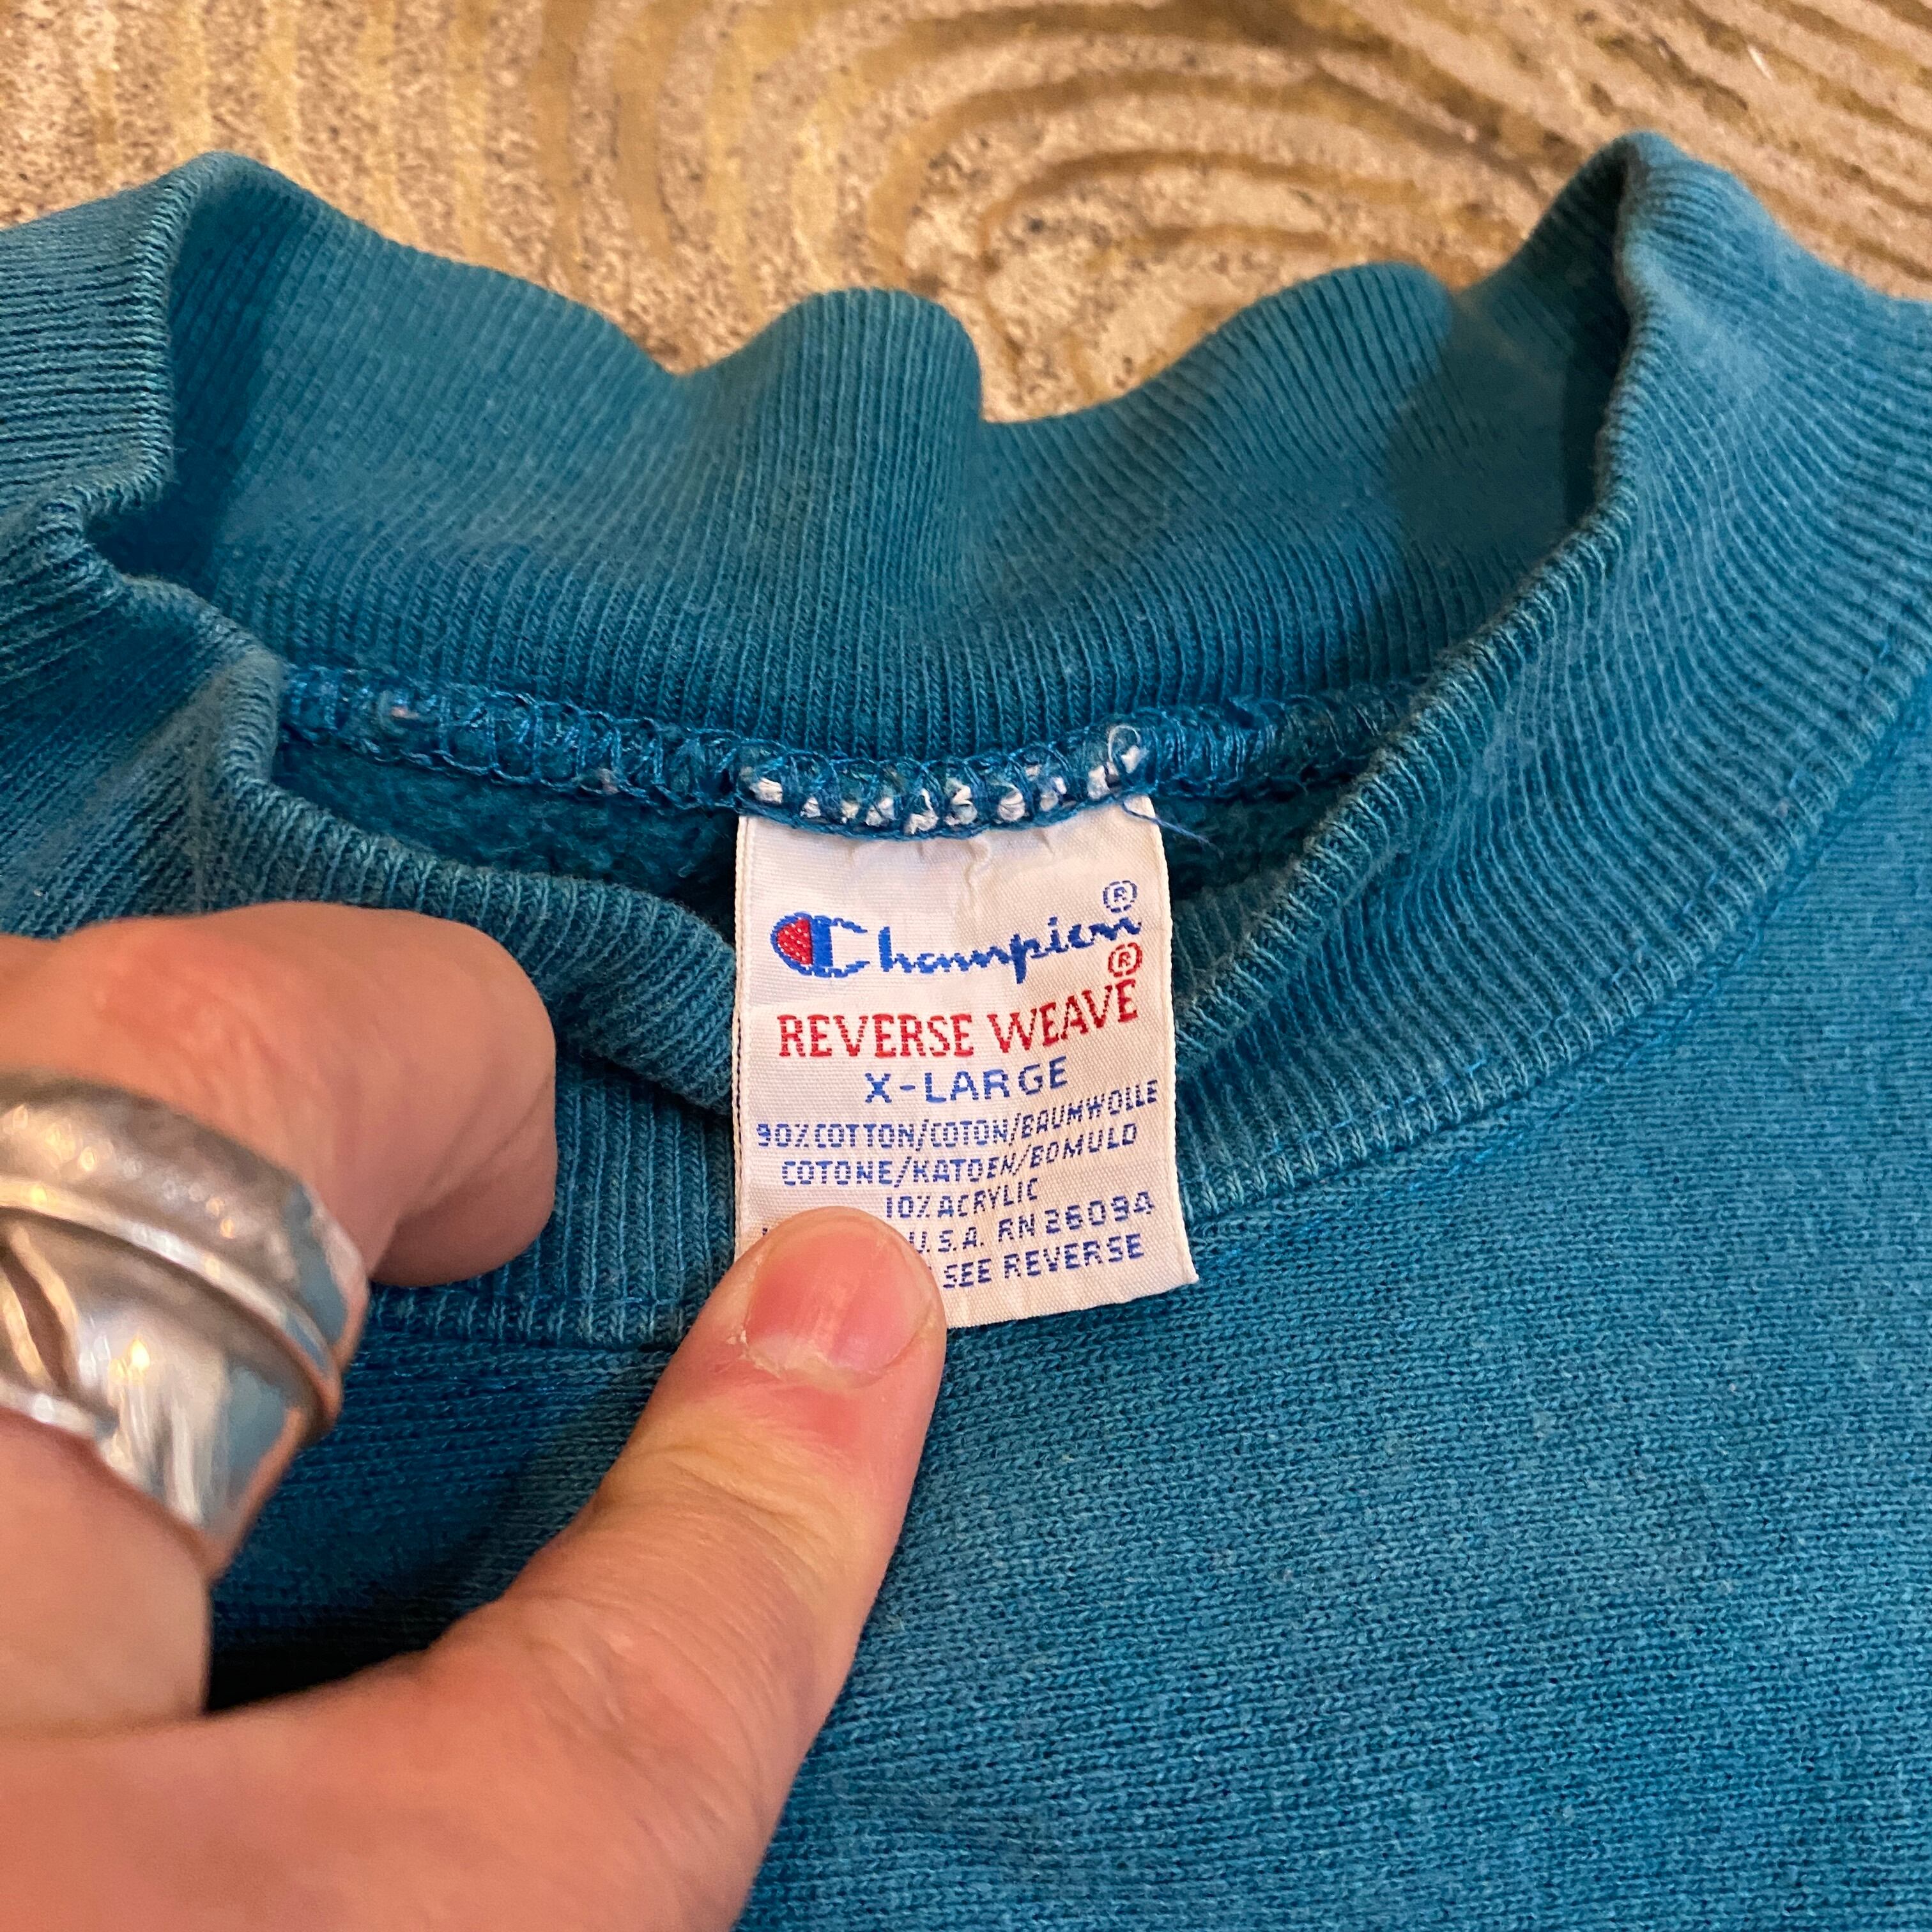 Champion®
REVERSE WEAVE®
X-LARGE
90% COTTON/COTON/BAUMWOLLE
COTONE/KATOEN/BOMULD
10% ACRYLIC
U.S.A. RN 26094
SEE REVERSE